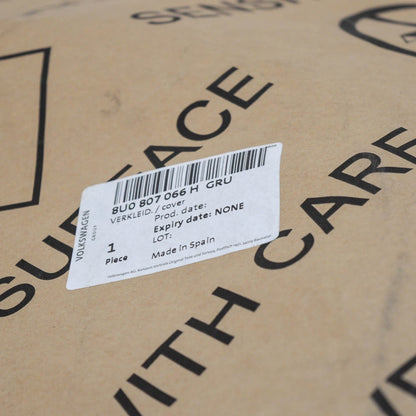 SENSI
SURFACE
WITH CARE
8U0 807 066 H GRU
VERKLEID. / cover
Prod. date:
Expiry date: NONE
LOT:
1
Piece
Made in Spain
VOLKSWAGEN
GROUP